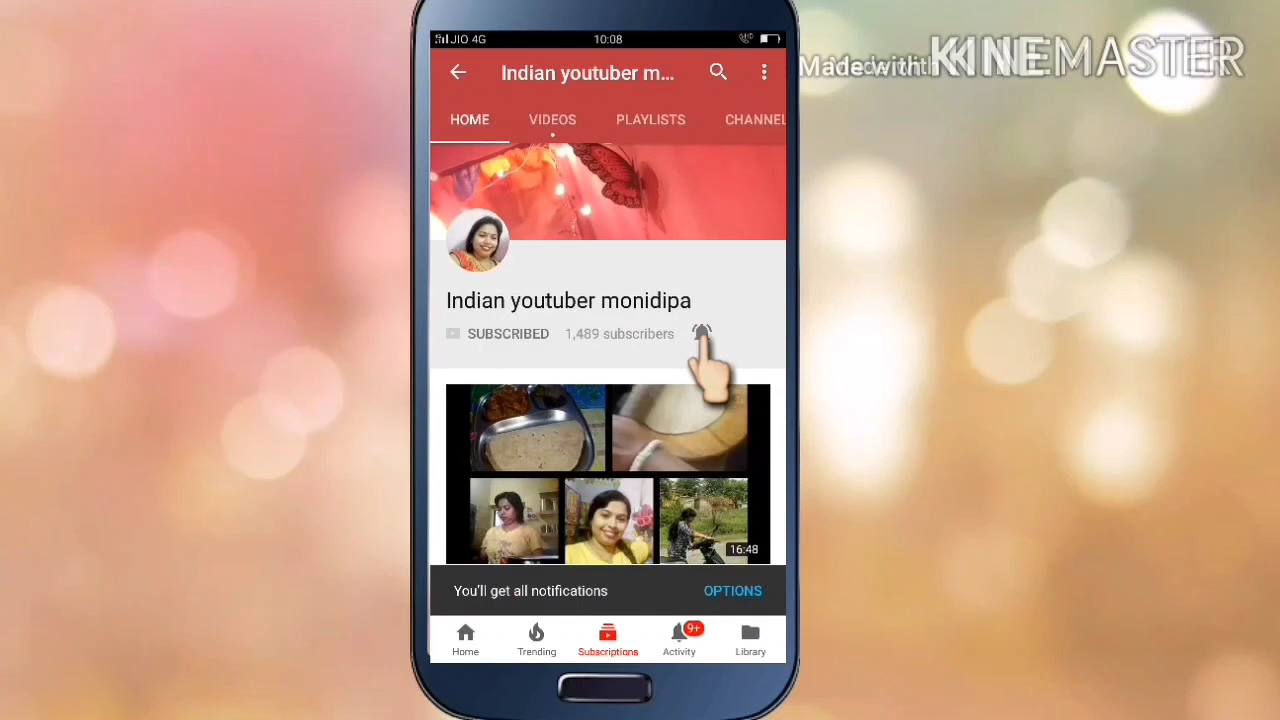 JIO 4G 10:08
Made with KINEMASTER
Indian youtuber m...
HOME VIDEOS PLAYLISTS CHANNEL
Indian youtuber monidipa
SUBSCRIBED 1,489 subscribers
16:48
You'll get all notifications OPTIONS
9+
Home Trending Subscriptions Activity Library